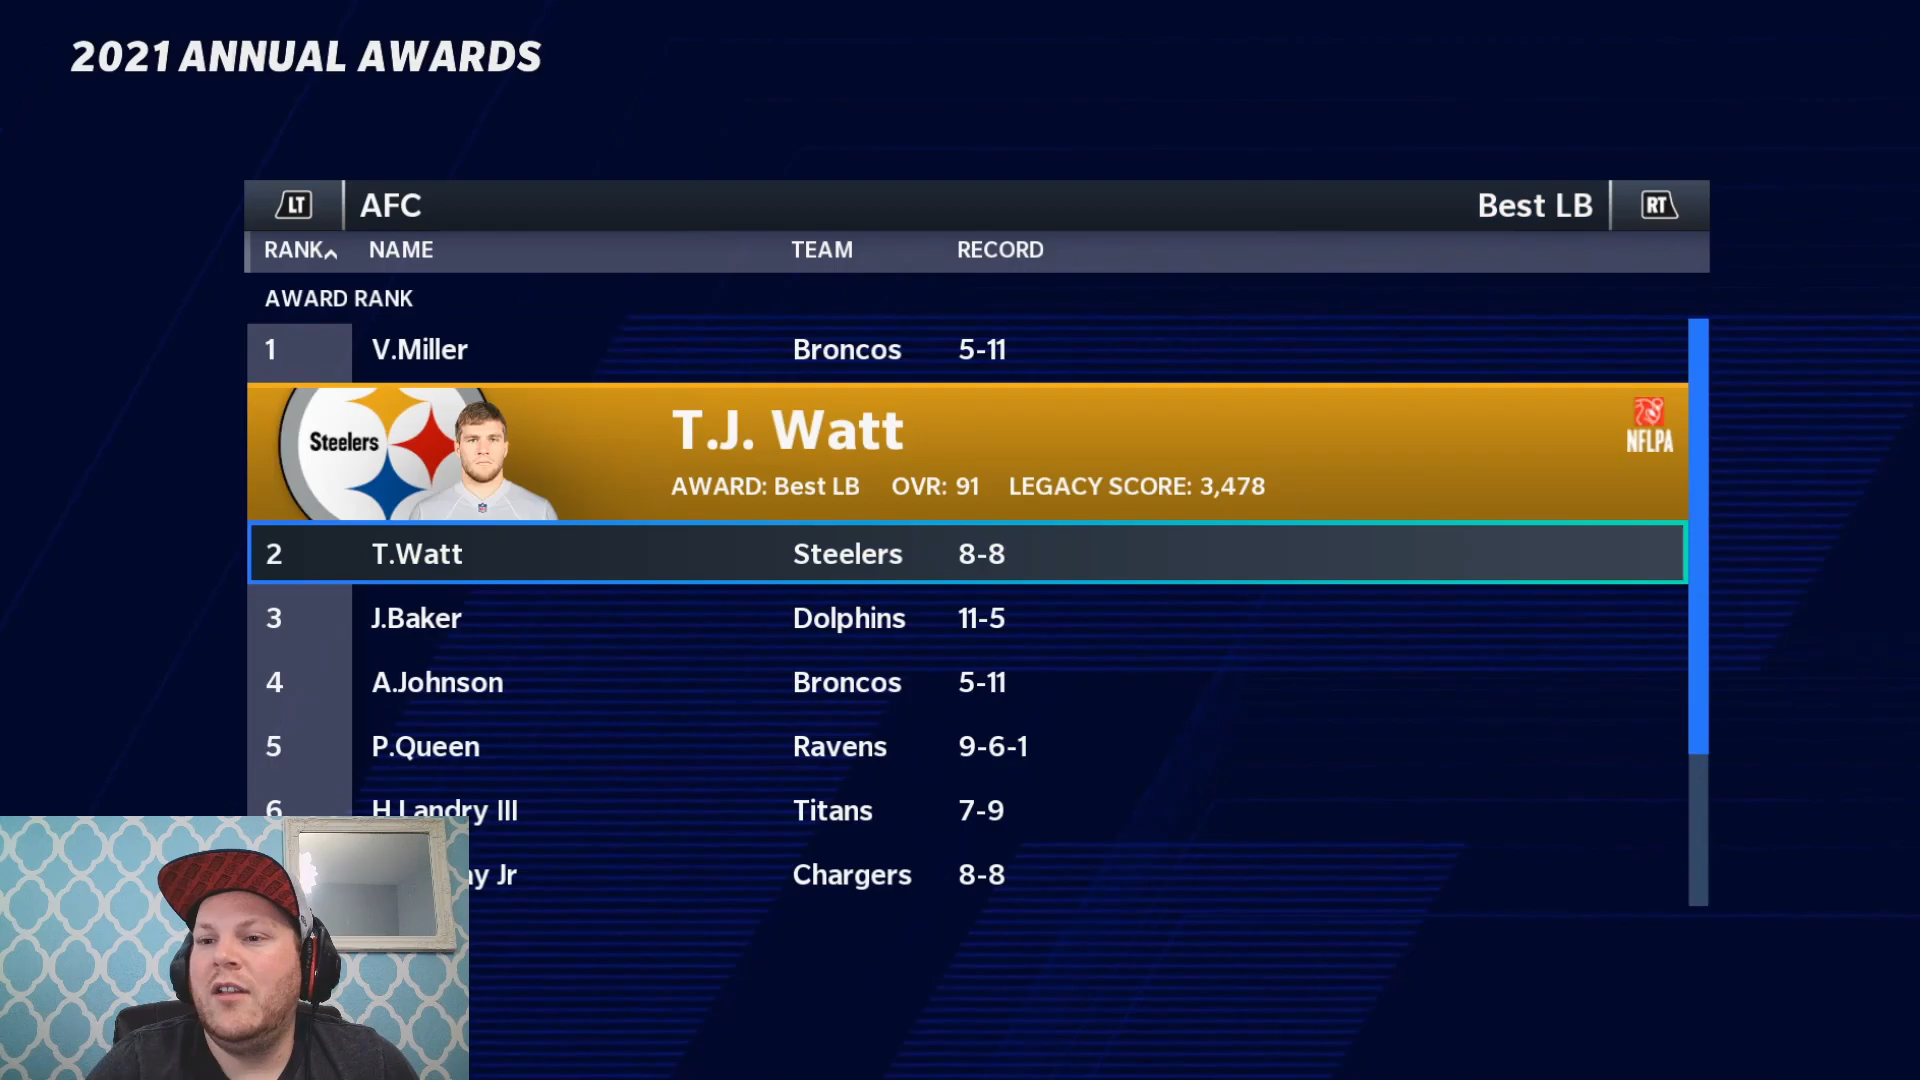 2021 ANNUAL AWARDS
LT AFC Best LB RT
RANK NAME TEAM RECORD
AWARD RANK
1 V.Miller Broncos 5-11
Steelers T.J. Watt NFLPA
AWARD: Best LB OVR: 91 LEGACY SCORE: 3,478
2 T.Watt Steelers 8-8
3 J.Baker Dolphins 11-5
4 A.Johnson Broncos 5-11
5 P.Queen Ravens 9-6-1
6 H.Landry III Titans 7-9
Jr Chargers 8-8